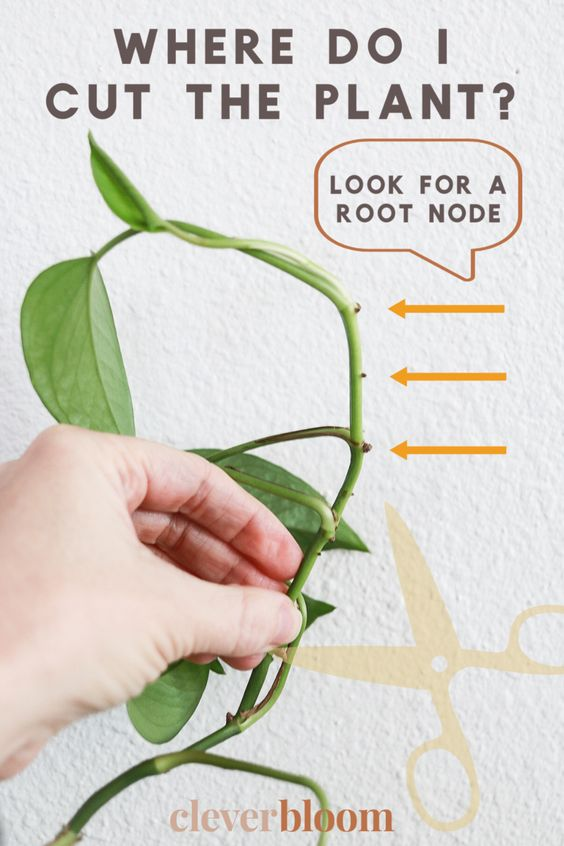 WHERE DO I
CUT THE PLANT?
LOOK FOR A
ROOT NODE
cleverbloom